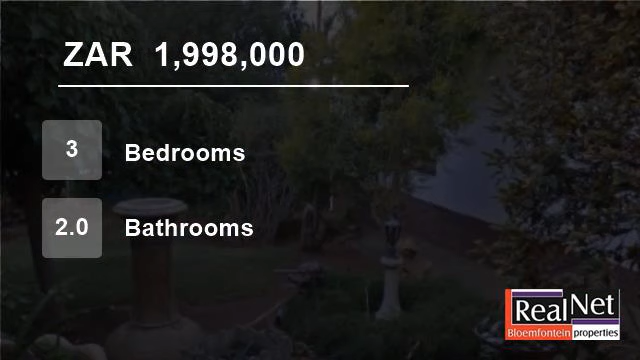 ZAR 1,998,000
3 Bedrooms
2.0 Bathrooms
RealNet
Bloemfontein properties